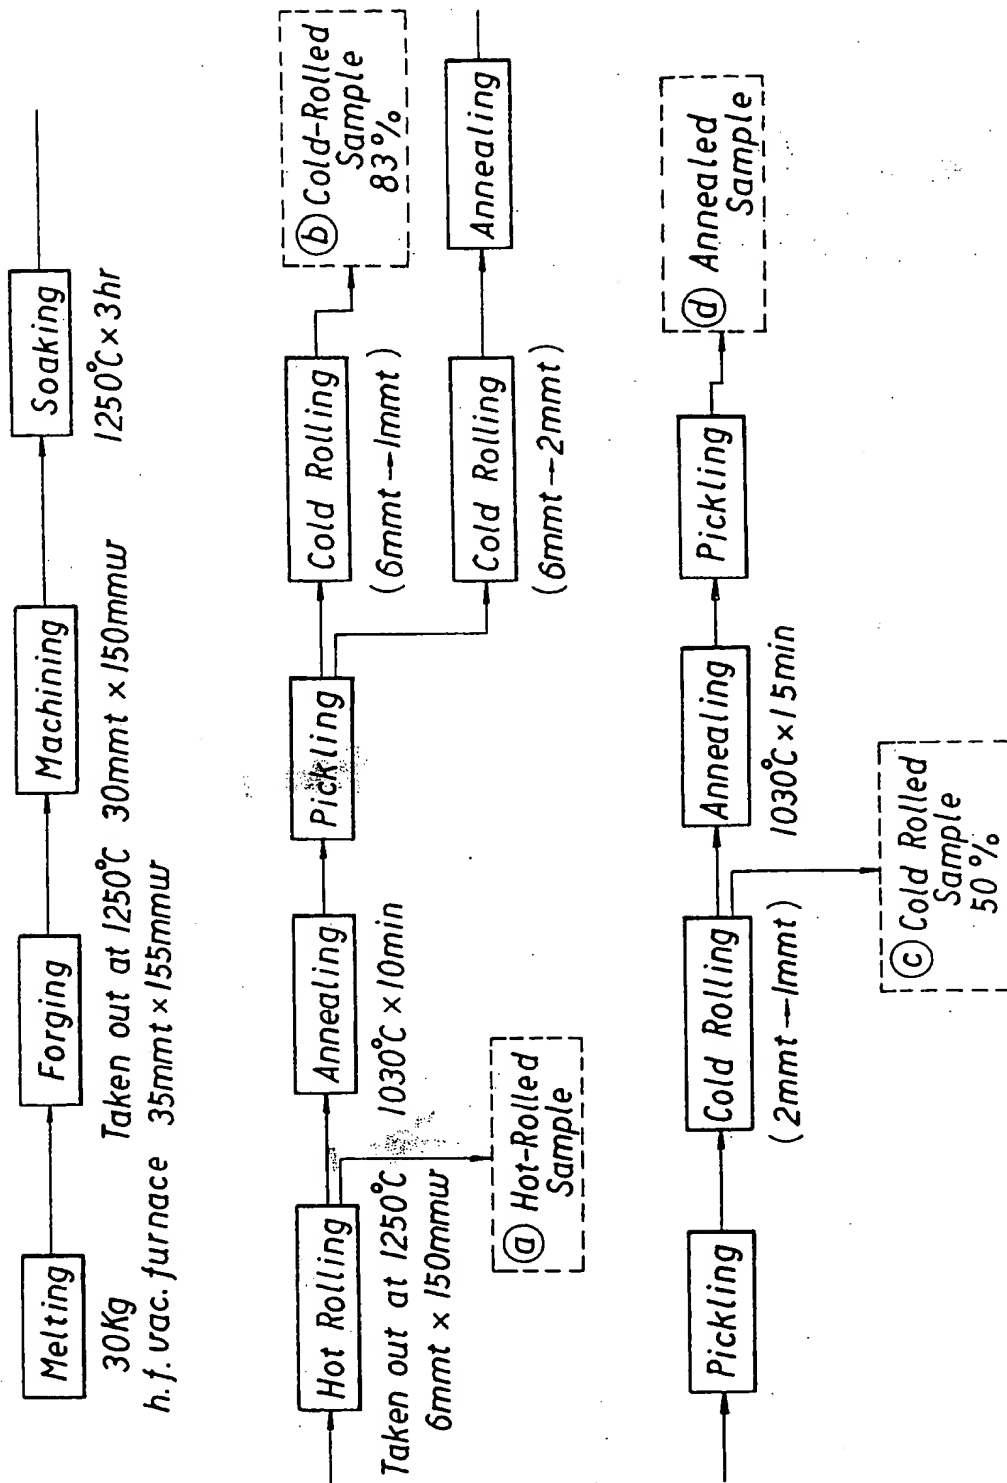 Melting
30Kg
h.f. vac. furnace
Forging
Taken out at 1250°C
35mmt × 155mmw
Machining
30mmt × 150mmw
Soaking
1250°C × 3hr
Hot Rolling
Taken out at 1250°C
6mmt × 150mmw
ⓐ Hot-Rolled
Sample
Annealing
1030°C × 10min
Pickling
Cold Rolling
(6mmt→1mmt)
ⓑ Cold-Rolled
Sample
83%
Cold Rolling
(6mmt→2mmt)
Annealing
Pickling
Cold Rolling
(2mmt→1mmt)
ⓒ Cold Rolled
Sample
50%
Annealing
1030°C × 15min
Pickling
ⓓ Annealed
Sample